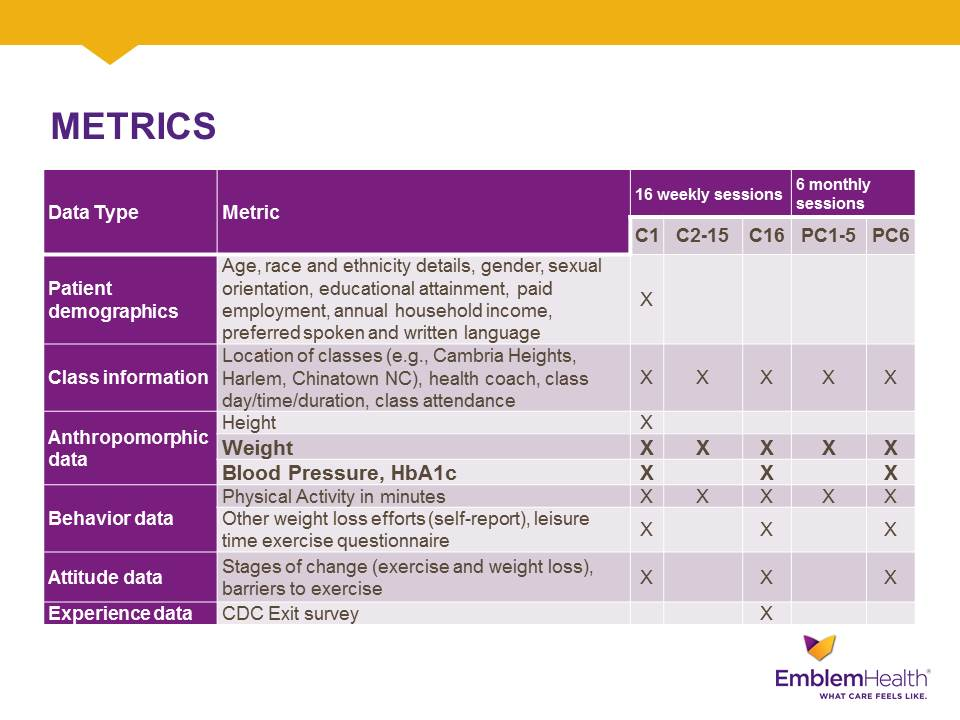 METRICS
Data Type
Metric
16 weekly sessions
6 monthly
sessions
C1 C2-15 C16 PC1-5 PC6
Patient
demographics
Age, race and ethnicity details, gender, sexual
orientation, educational attainment, paid
employment, annual household income,
preferred spoken and written language
X
Class information
Location of classes (e.g., Cambria Heights,
Harlem, Chinatown NC), health coach, class
day/time/duration, class attendance
X X X X X
Anthropomorphic
data
Height X
Weight X X X X X
Blood Pressure, HbA1c X X X
Behavior data
Physical Activity in minutes X X X X X
Other weight loss efforts (self-report), leisure
time exercise questionnaire
X X X
Attitude data
Stages of change (exercise and weight loss),
barriers to exercise
X X X
Experience data CDC Exit survey X
EmblemHealth®
WHAT CARE FEELS LIKE.